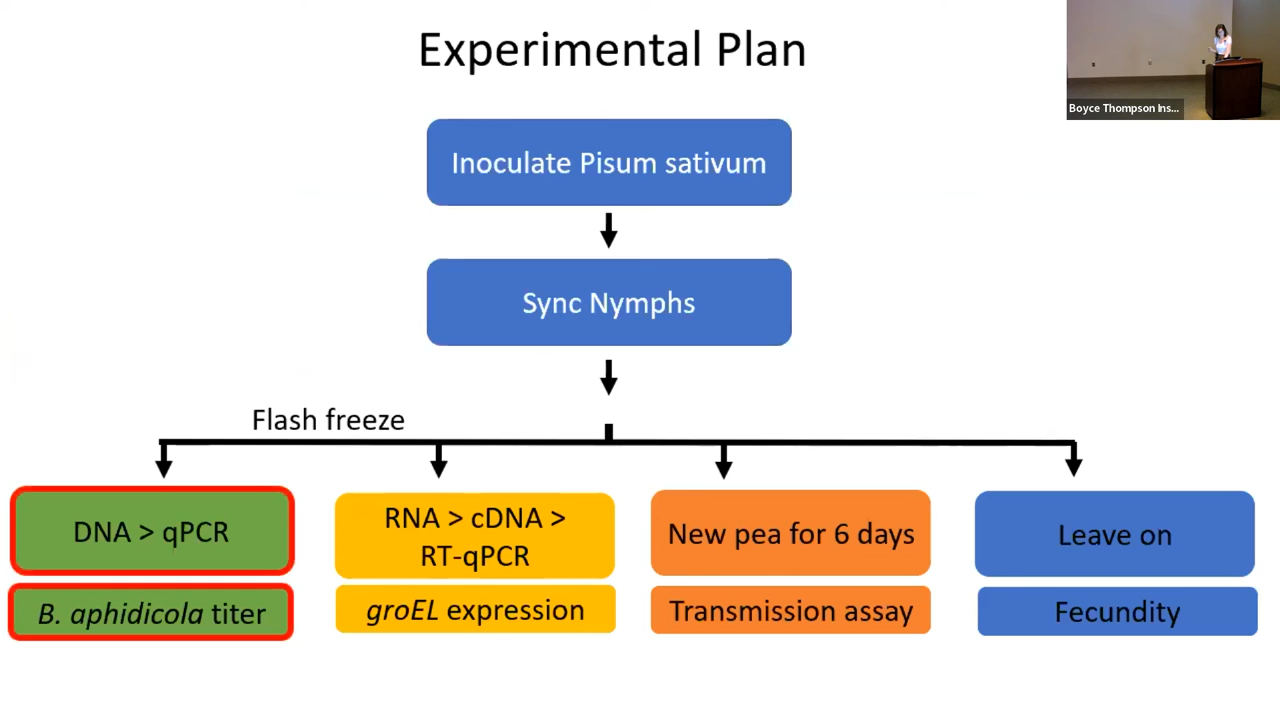 Experimental Plan
Boyce Thompson Ins...
Inoculate Pisum sativum
Sync Nymphs
Flash freeze
DNA > qPCR
RNA > cDNA >
RT-qPCR
New pea for 6 days
Leave on
B. aphidicola titer
groEL expression
Transmission assay
Fecundity